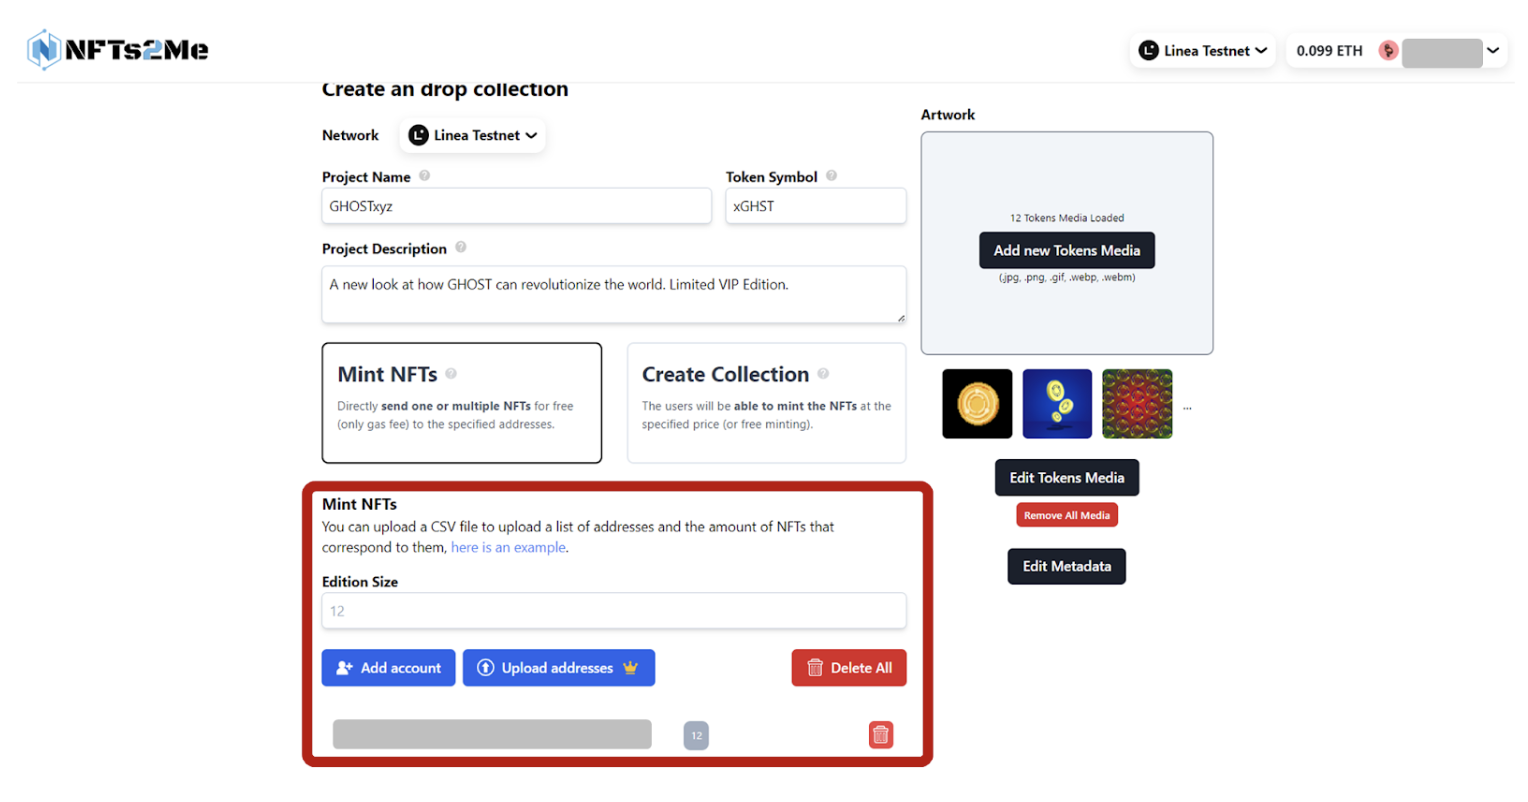 NFTs2Me
Linea Testnet
0.099 ETH
Create an drop collection
Network
Linea Testnet
Project Name
Token Symbol
GHOSTxyz
xGHST
Project Description
A new look at how GHOST can revolutionize the world. Limited VIP Edition.
Mint NFTs
Directly send one or multiple NFTs for free
(only gas fee) to the specified addresses.
Create Collection
The users will be able to mint the NFTs at the
specified price (or free minting).
Mint NFTs
You can upload a CSV file to upload a list of addresses and the amount of NFTs that
correspond to them, here is an example.
Edition Size
12
Add account
Upload addresses
Delete All
12
Artwork
12 Tokens Media Loaded
Add new Tokens Media
(.jpg, .png, .gif, .webp, .webm)
...
Edit Tokens Media
Remove All Media
Edit Metadata